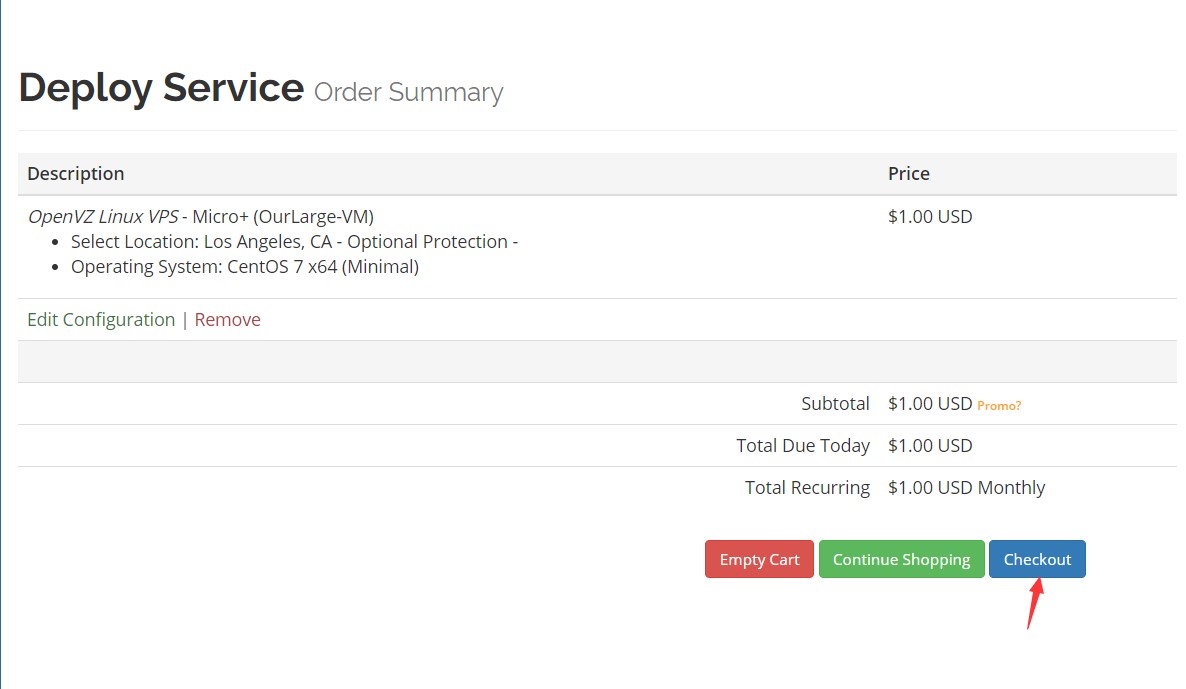 Deploy Service Order Summary
Description Price
OpenVZ Linux VPS - Micro+ (OurLarge-VM) $1.00 USD
Select Location: Los Angeles, CA - Optional Protection -
Operating System: CentOS 7 x64 (Minimal)
Edit Configuration | Remove
Subtotal $1.00 USD Promo?
Total Due Today $1.00 USD
Total Recurring $1.00 USD Monthly
Empty Cart Continue Shopping Checkout